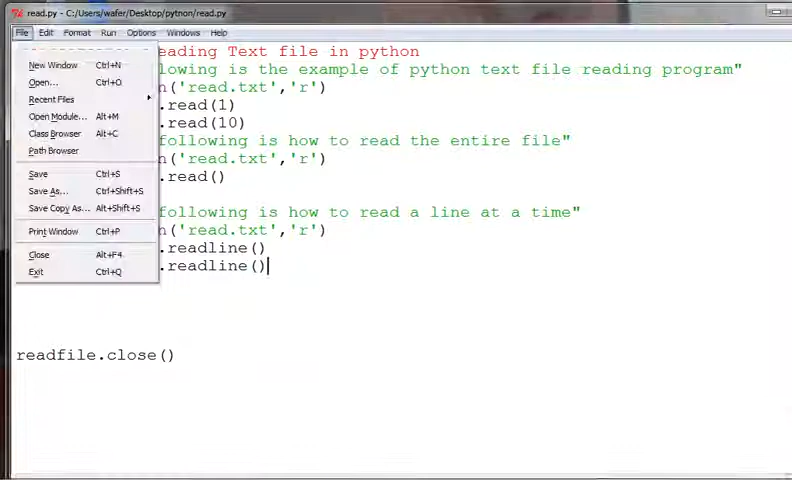 read.py - C:/Users/wafer/Desktop/pytnon/read.py
File Edit Format Run Options Windows Help
New Window Ctrl+N
Open... Ctrl+O
Recent Files
Open Module... Alt+M
Class Browser Alt+C
Path Browser
Save Ctrl+S
Save As... Ctrl+Shift+S
Save Copy As... Alt+Shift+S
Print Window Ctrl+P
Close Alt+F4
Exit Ctrl+Q
eading Text file in python
lowing is the example of python text file reading program"
n('read.txt','r')
.read(1)
.read(10)
following is how to read the entire file"
n('read.txt','r')
.read()
following is how to read a line at a time"
n('read.txt','r')
.readline()
.readline()
readfile.close()